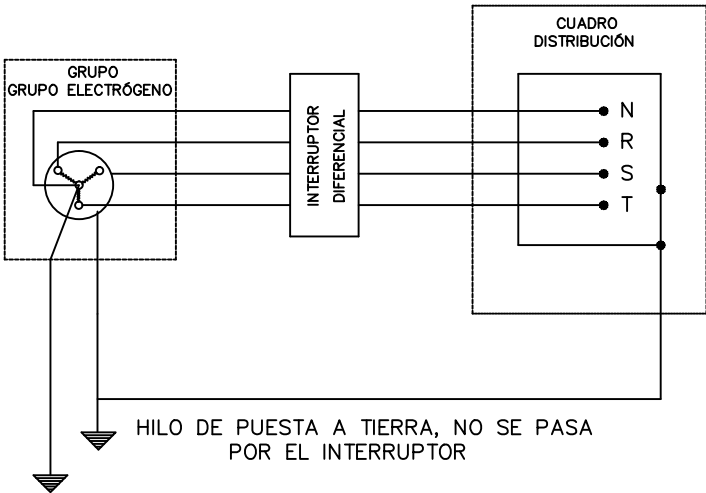 CUADRO
DISTRIBUCIÓN
GRUPO
GRUPO ELECTRÓGENO
INTERRUPTOR
DIFERENCIAL
N
R
S
T
HILO DE PUESTA A TIERRA, NO SE PASA
POR EL INTERRUPTOR